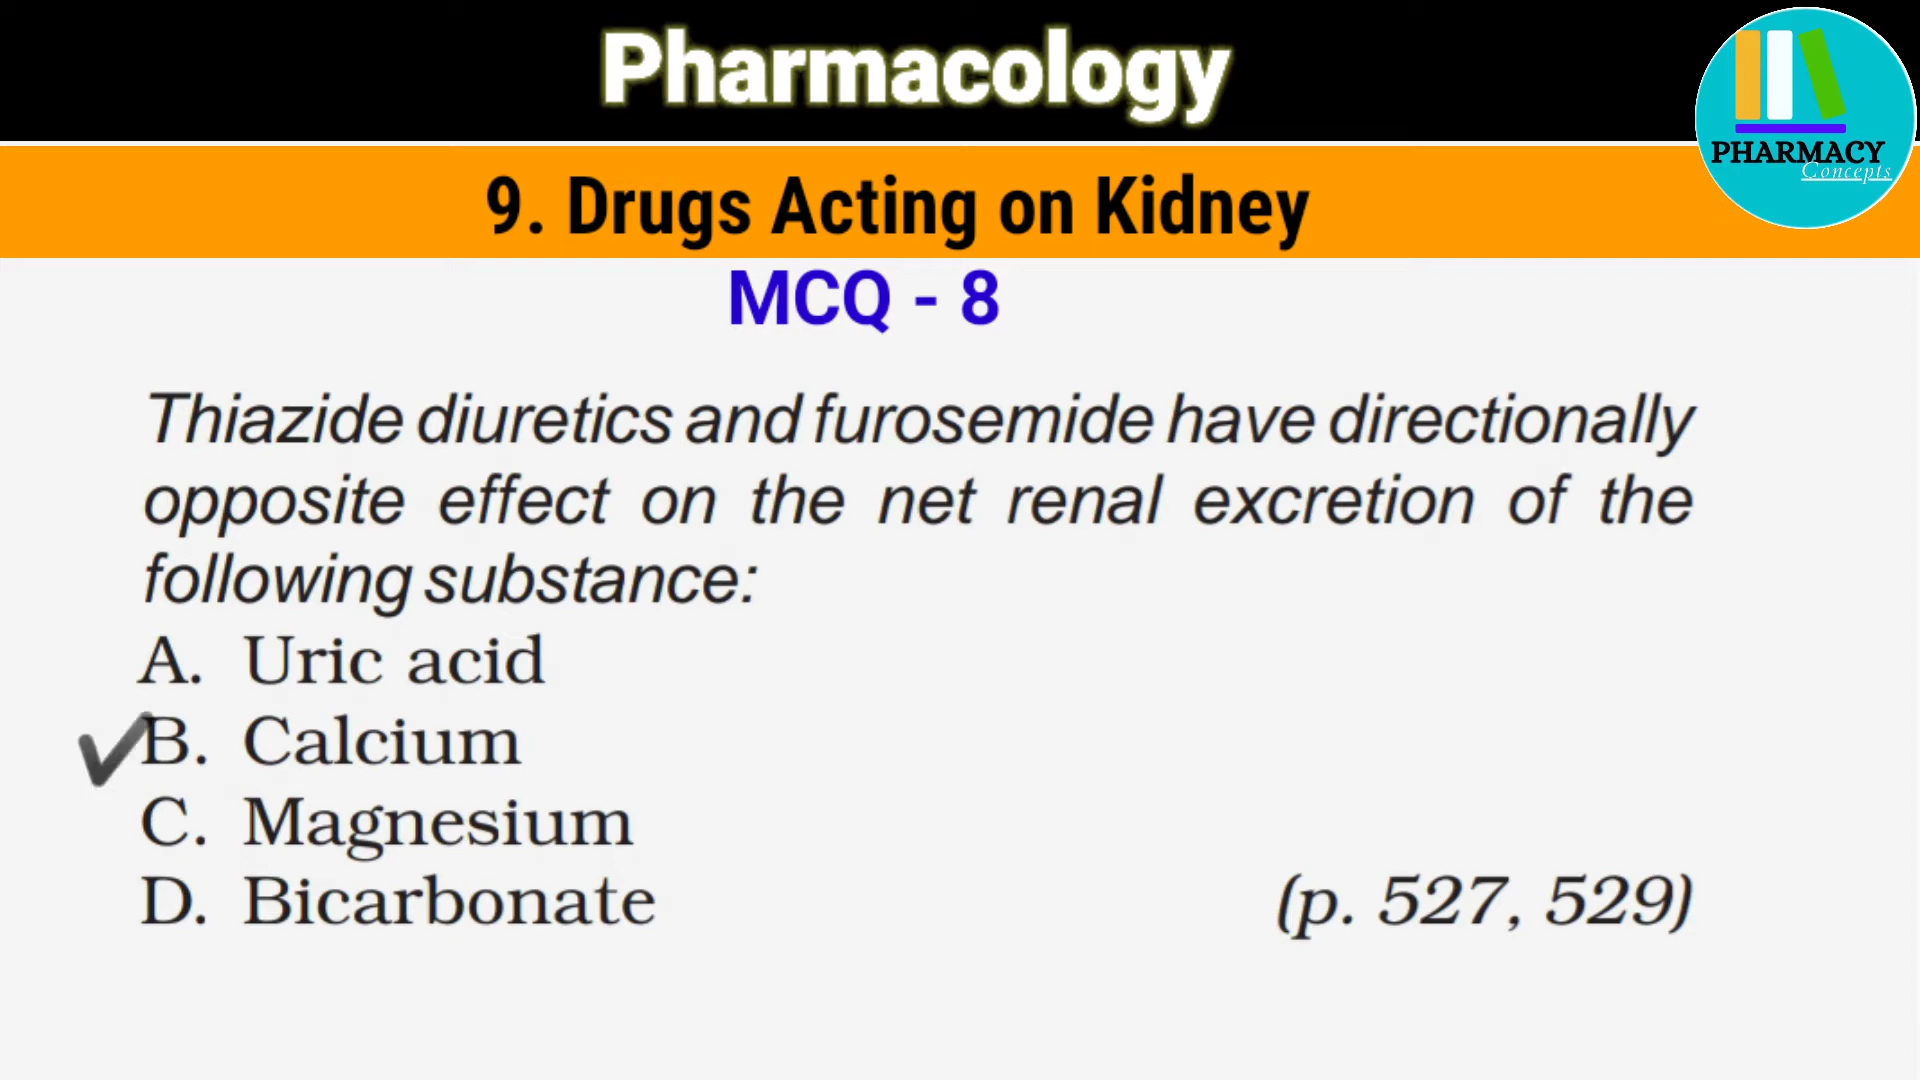 Pharmacology
PHARMACY
Concepts
9. Drugs Acting on Kidney
MCQ - 8
Thiazide diuretics and furosemide have directionally
opposite effect on the net renal excretion of the
following substance:
A. Uric acid
✔B. Calcium
C. Magnesium
D. Bicarbonate (p. 527, 529)